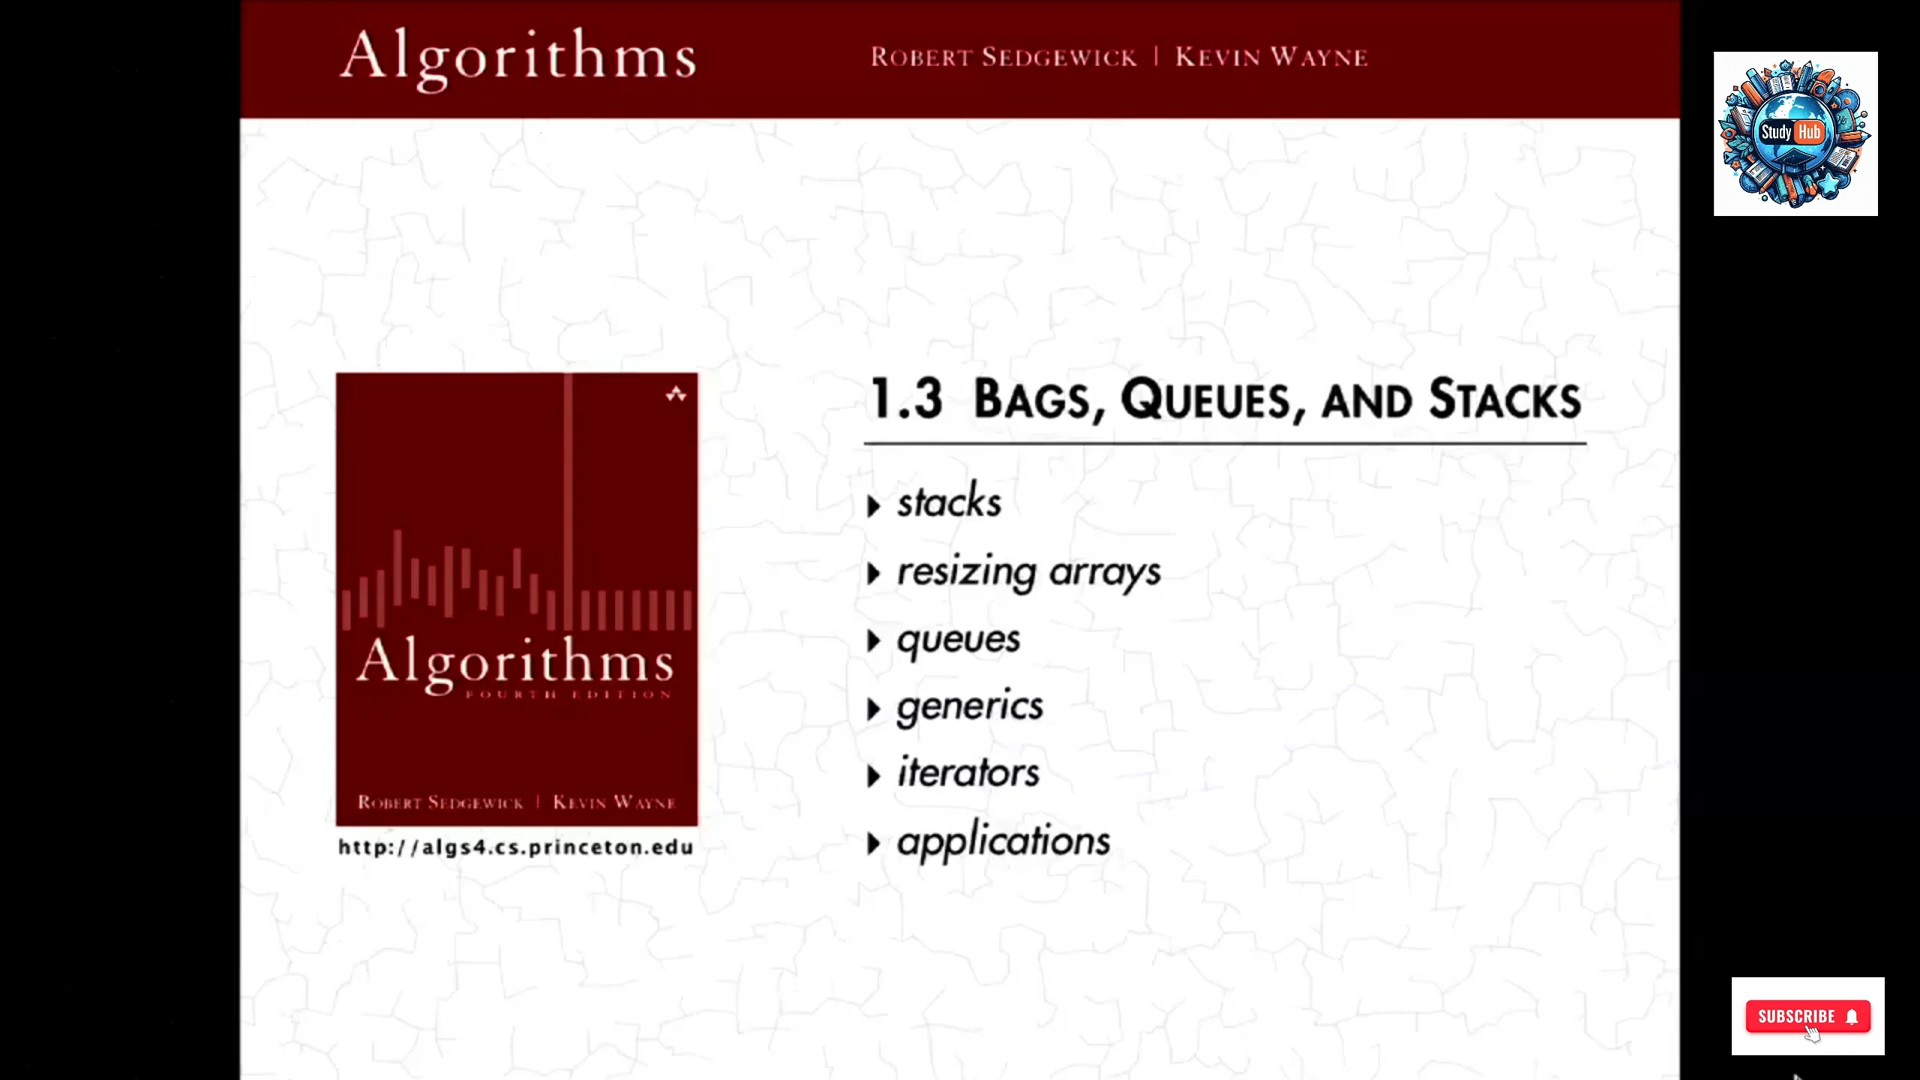 Algorithms
ROBERT SEDGEWICK | KEVIN WAYNE
Study Hub
1.3 BAGS, QUEUES, AND STACKS
stacks
resizing arrays
queues
generics
iterators
applications
Algorithms
FOURTH EDITION
ROBERT SEDGEWICK | KEVIN WAYNE
http://algs4.cs.princeton.edu
SUBSCRIBE